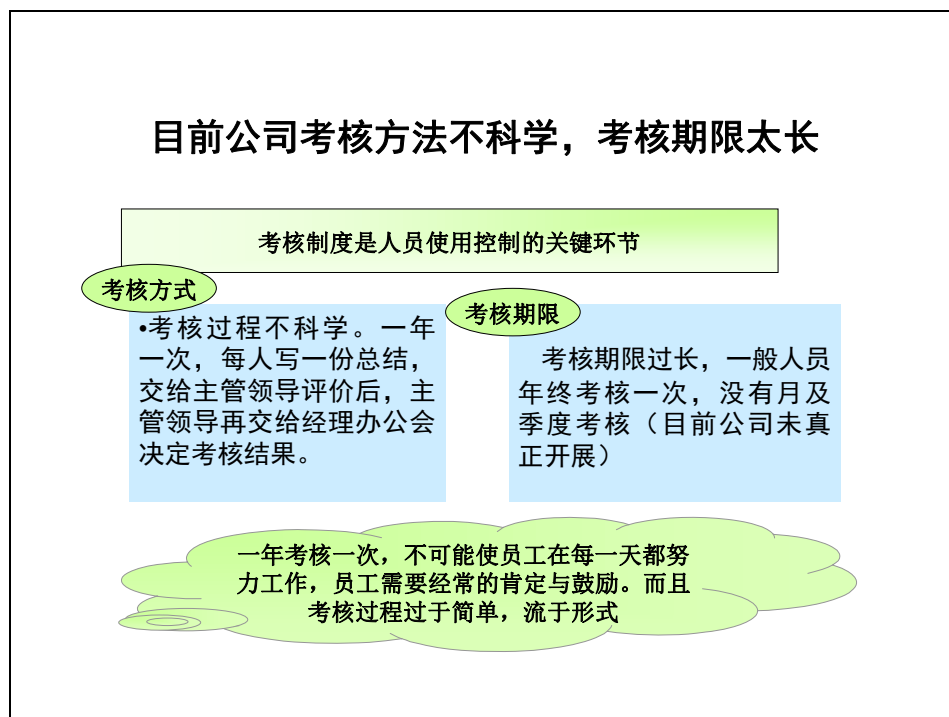 目前公司考核方法不科学，考核期限太长
考核制度是人员使用控制的关键环节
考核方式
•考核过程不科学。一年
一次，每人写一份总结，
交给主管领导评价后，主
管领导再交给经理办公会
决定考核结果。
考核期限
考核期限过长，一般人员
年终考核一次，没有月及
季度考核（目前公司未真
正开展）
一年考核一次，不可能使员工在每一天都努
力工作，员工需要经常的肯定与鼓励。而且
考核过程过于简单，流于形式